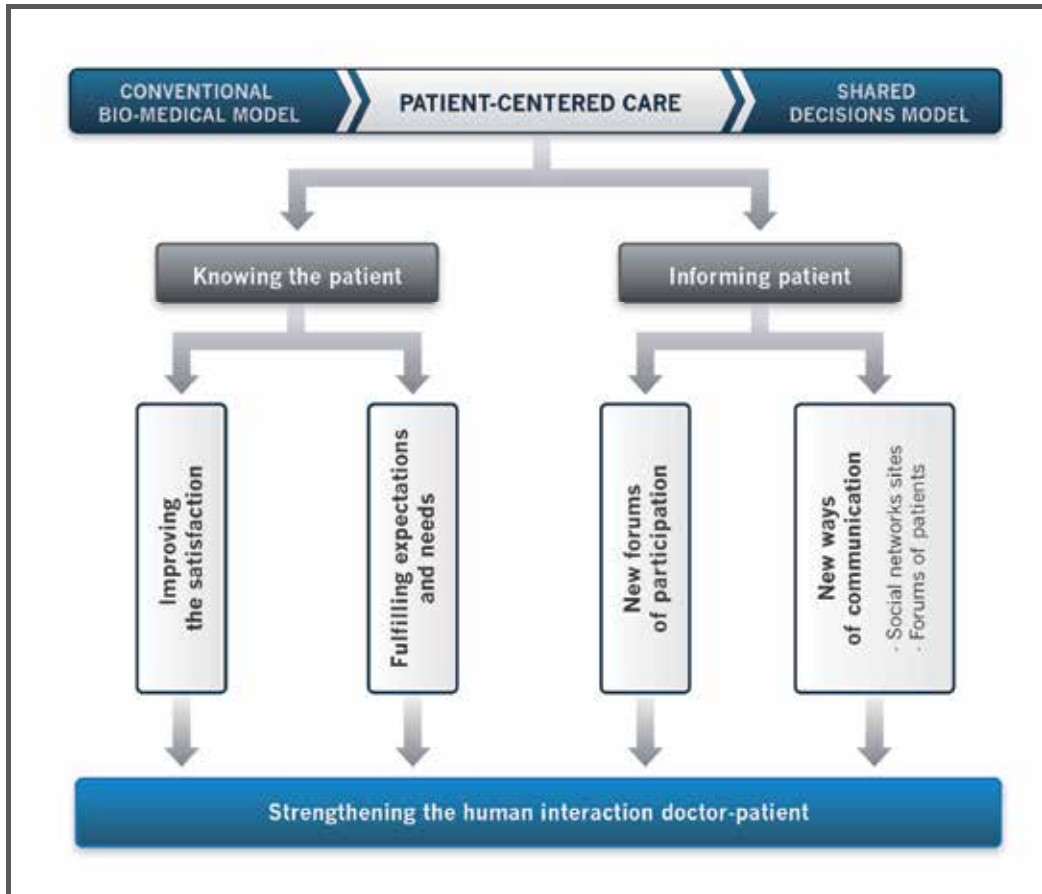 CONVENTIONAL
BIO-MEDICAL MODEL
PATIENT-CENTERED CARE
SHARED
DECISIONS MODEL
Knowing the patient
Informing patient
Improving
the satisfaction
Fulfilling expectations
and needs
New forums
of participation
New ways
of communication
- Social networks sites
- Forums of patients
Strengthening the human interaction doctor-patient